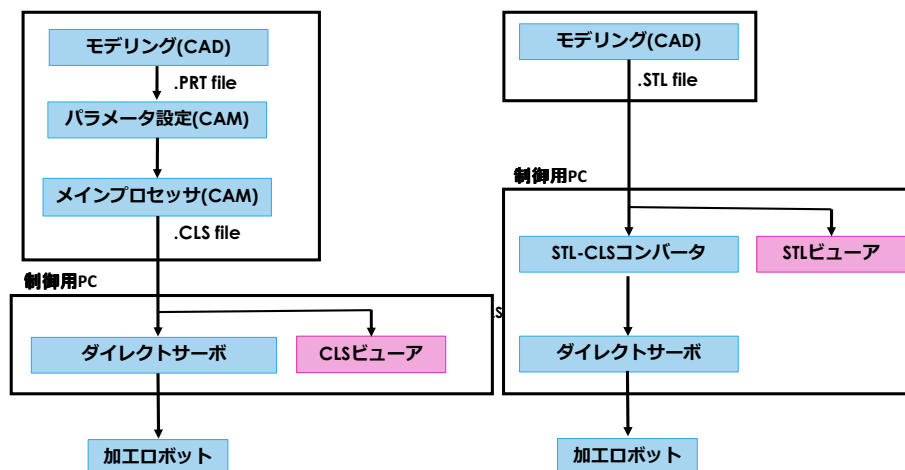 モデリング(CAD)
.PRT file
パラメータ設定(CAM)
メインプロセッサ(CAM)
.CLS file
制御用PC
ダイレクトサーボ
CLSビューア
加工ロボット
モデリング(CAD)
.STL file
制御用PC
STL-CLSコンバータ
STLビューア
ダイレクトサーボ
加工ロボット